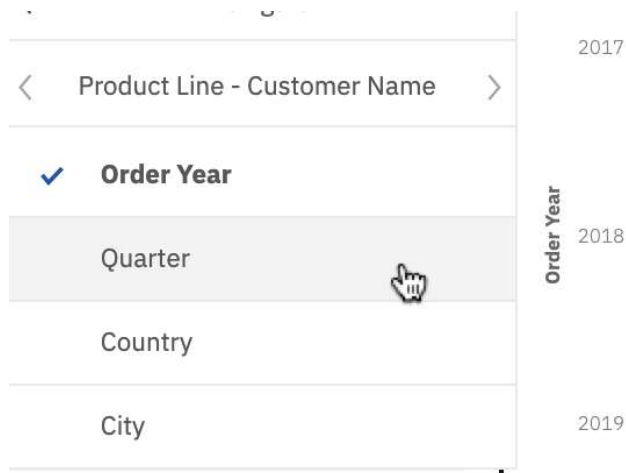 Product Line - Customer Name
Order Year
Quarter
Country
City
Order Year
2017
2018
2019